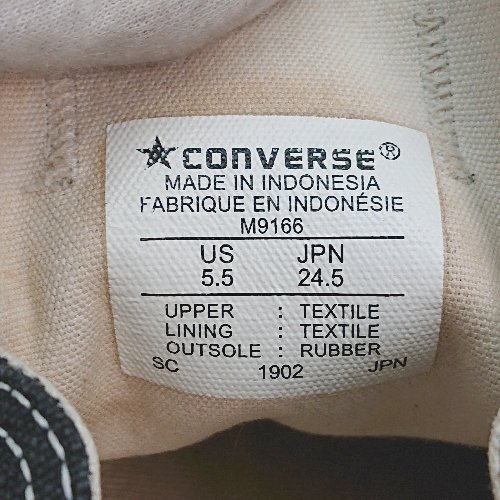 CONVERSE®
MADE IN INDONESIA
FABRIQUE EN INDONÉSIE
M9166
US JPN
5.5 24.5
UPPER : TEXTILE
LINING : TEXTILE
OUTSOLE : RUBBER
SC 1902 JPN